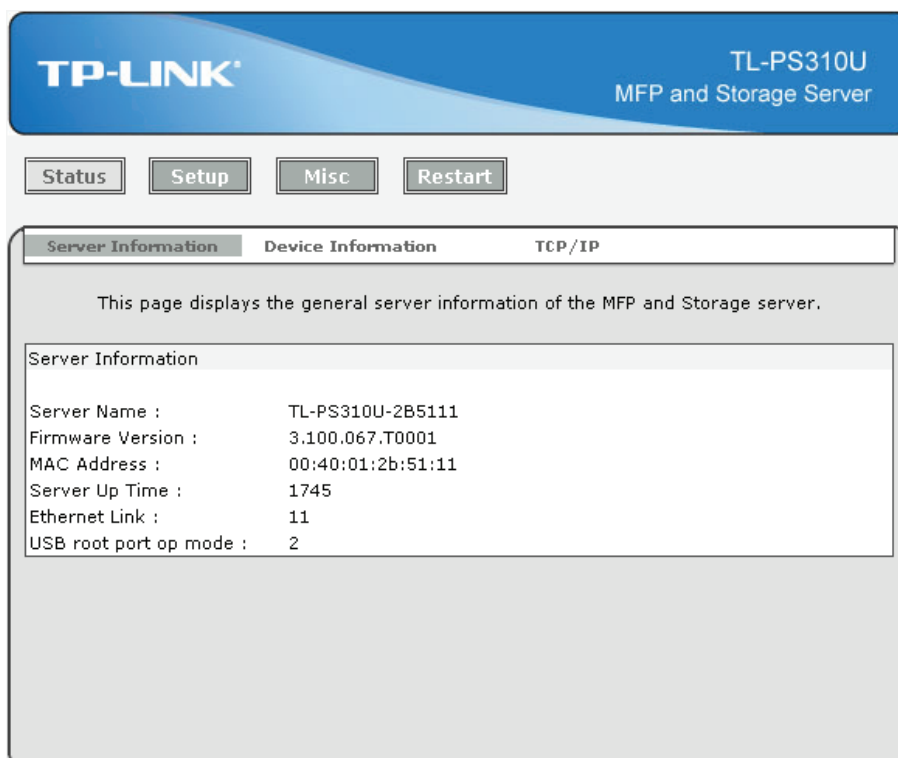 TP-LINK®
TL-PS310U
MFP and Storage Server
Status Setup Misc Restart
Server Information Device Information TCP/IP
This page displays the general server information of the MFP and Storage server.
Server Information
Server Name : TL-PS310U-2B5111
Firmware Version : 3.100.067.T0001
MAC Address : 00:40:01:2b:51:11
Server Up Time : 1745
Ethernet Link : 11
USB root port op mode : 2